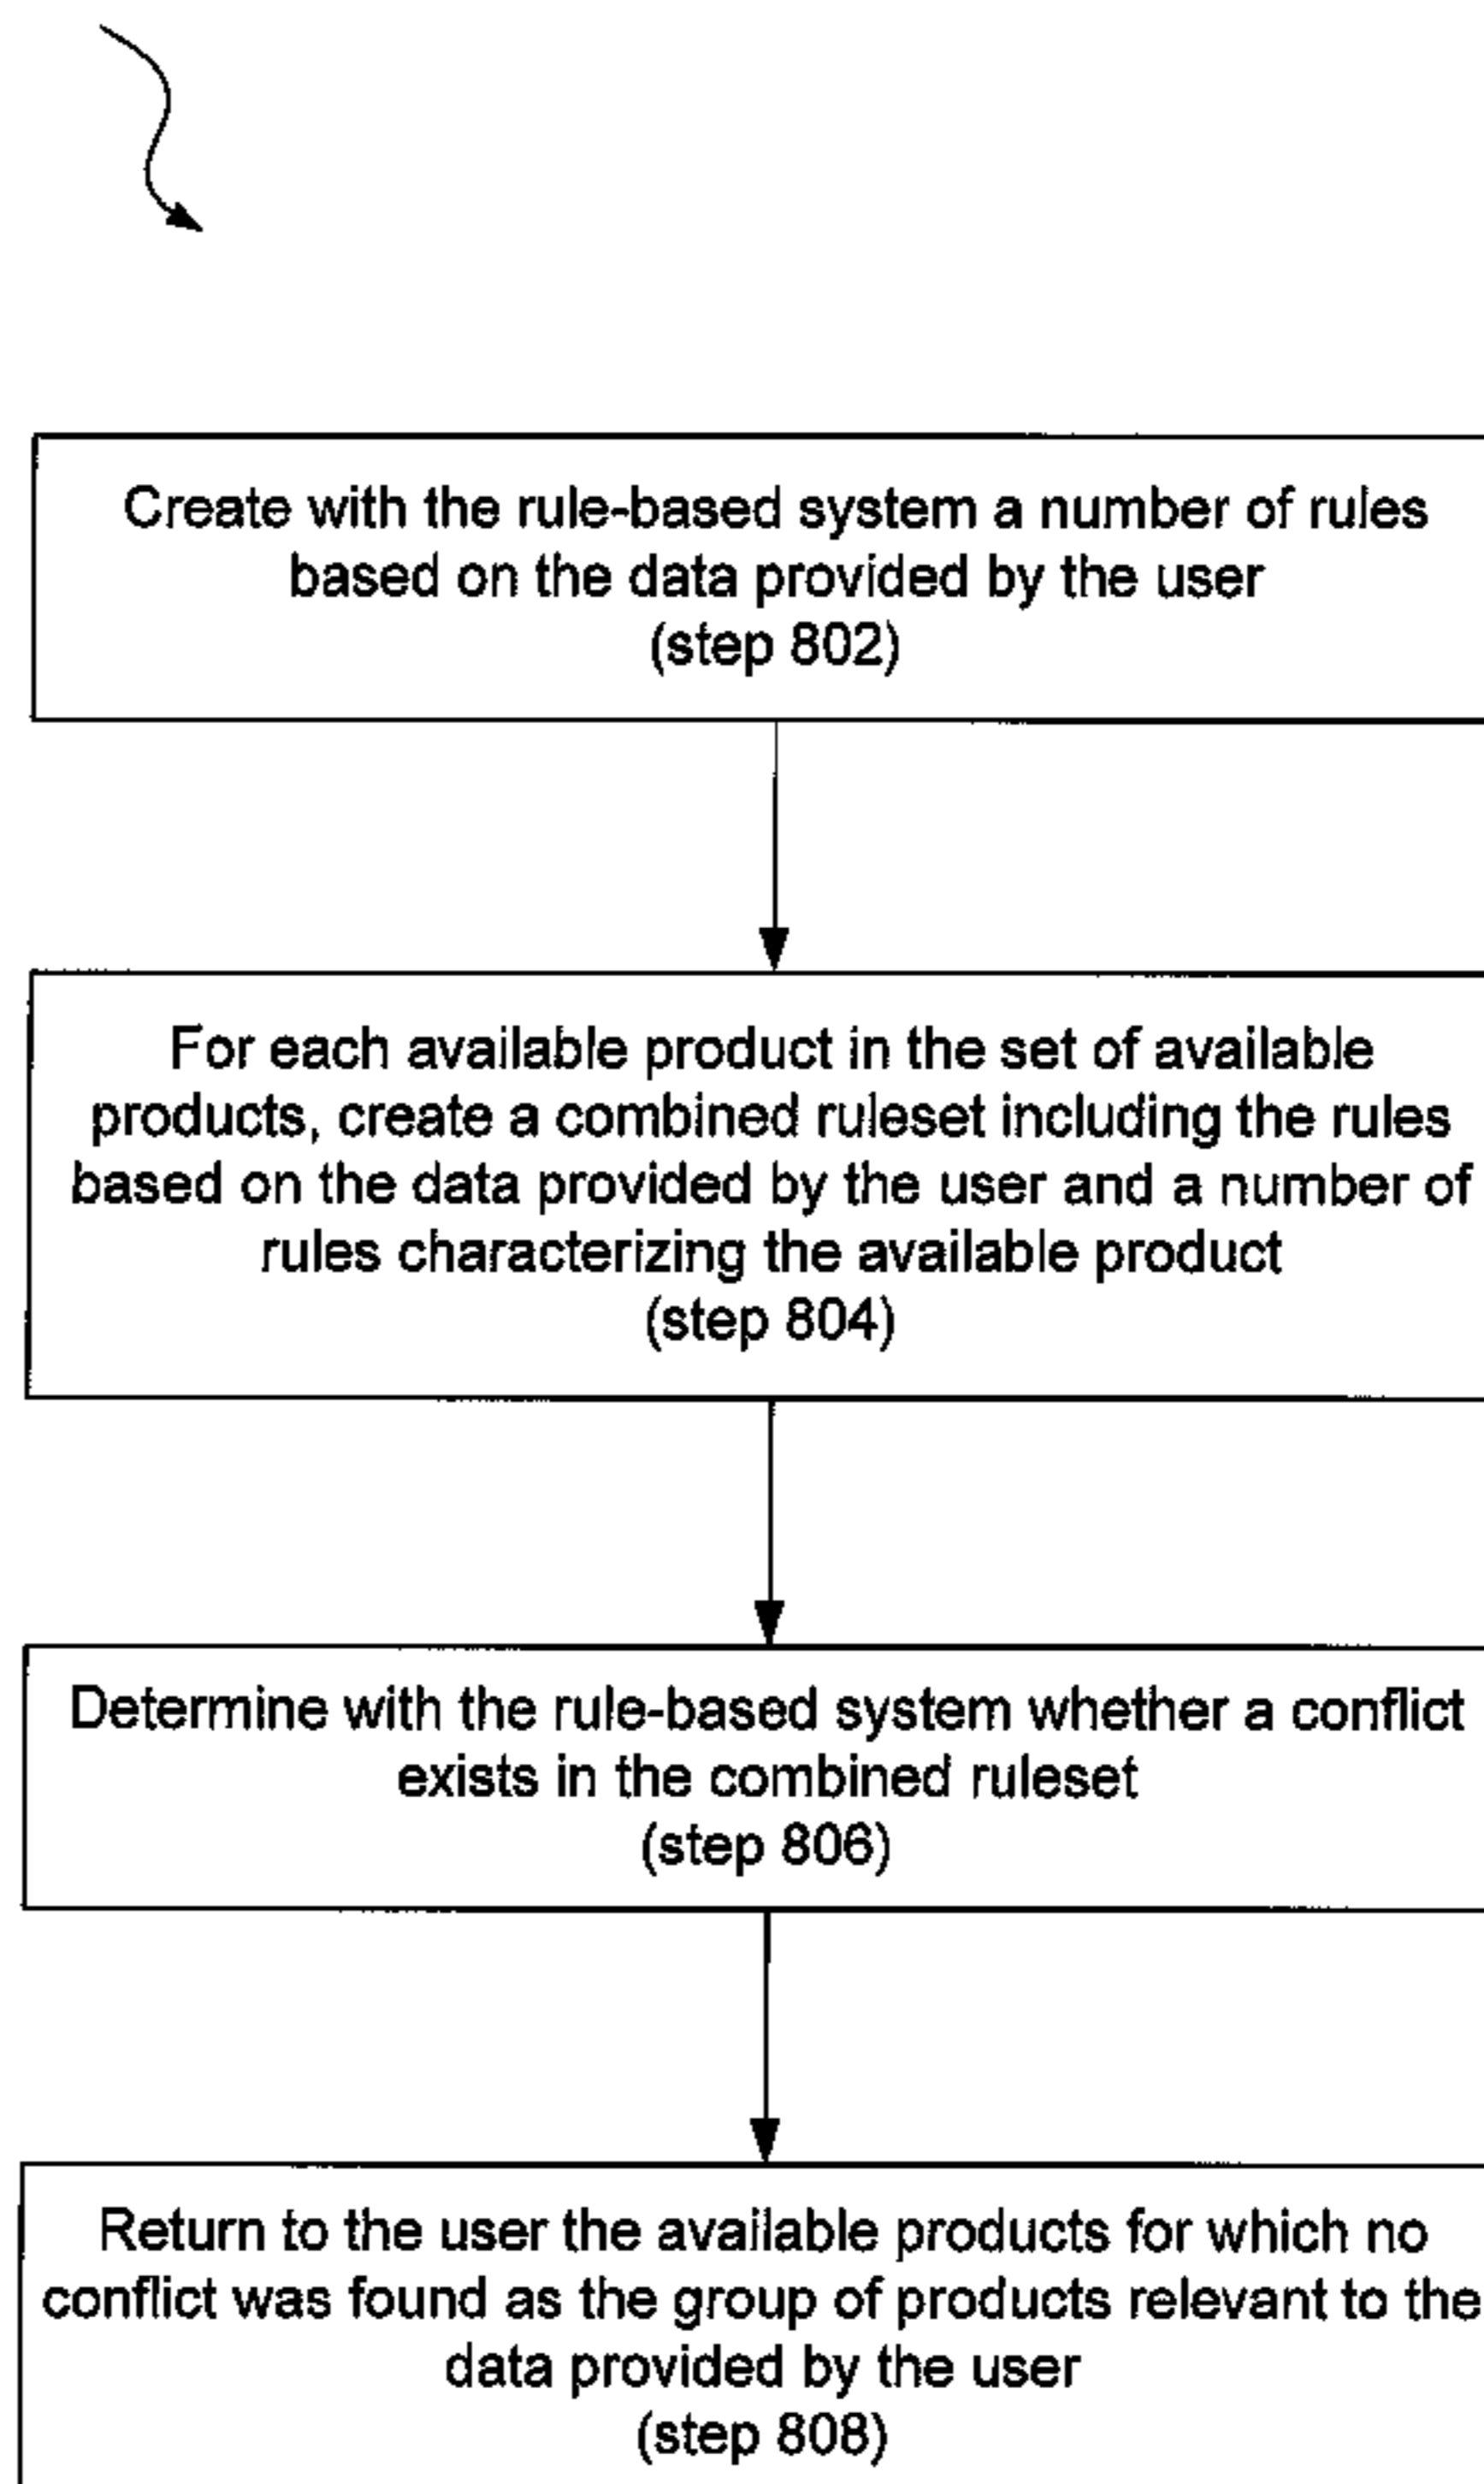 Create with the rule-based system a number of rules
based on the data provided by the user
(step 802)
For each available product in the set of available
products, create a combined ruleset including the rules
based on the data provided by the user and a number of
rules characterizing the available product
(step 804)
Determine with the rule-based system whether a conflict
exists in the combined ruleset
(step 806)
Return to the user the available products for which no
conflict was found as the group of products relevant to the
data provided by the user
(step 808)